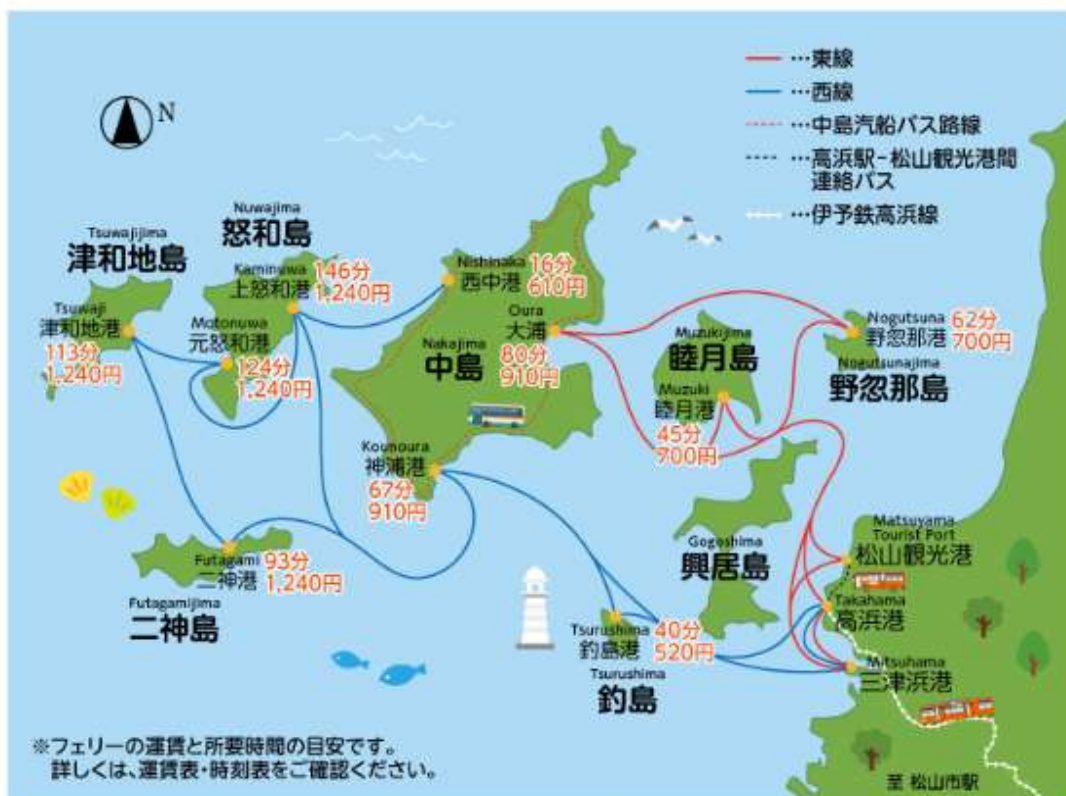 N
…東線
…西線
…中島汽船バス路線
…高浜駅-松山観光港間
連絡バス
…伊予鉄高浜線
Tsuwajijima
津和地島
Tsuwaji
津和地港
113分
1,240円
Nuwajima
怒和島
Kaminuwa
上怒和港
146分
1,240円
Motonuwa
元怒和港
124分
1,240円
Nishinaka
西中港
16分
610円
Oura
大浦
80分
910円
Nakajima
中島
Kounoura
神浦港
67分
910円
Muzukijima
睦月島
Muzuki
睦月港
45分
700円
Nogutsuna
野忽那港
62分
700円
Nogutsunajima
野忽那島
Futagami
二神港
93分
1,240円
Futagamijima
二神島
Gogoshima
興居島
Tsurushima
釣島港
40分
520円
Tsurushima
釣島
Matsuyama
Tourist Port
松山観光港
Takahama
高浜港
Mitsuhama
三津浜港
至 松山市駅
※フェリーの運賃と所要時間の目安です。
詳しくは、運賃表・時刻表をご確認ください。